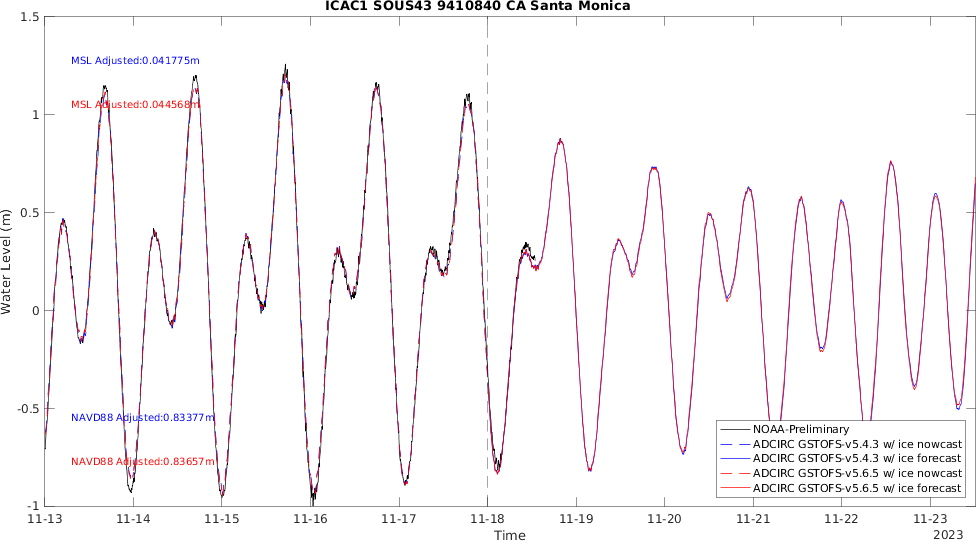 ICAC1 SOUS43 9410840 CA Santa Monica
1.5
1
0.5
0
-0.5
-1
Water Level (m)
MSL Adjusted:0.041775m
MSL Adjusted:0.044568m
NAVD88 Adjusted:0.83377m
NAVD88 Adjusted:0.83657m
NOAA-Preliminary
ADCIRC GSTOFS-v5.4.3 w/ ice nowcast
ADCIRC GSTOFS-v5.4.3 w/ ice forecast
ADCIRC GSTOFS-v5.6.5 w/ ice nowcast
ADCIRC GSTOFS-v5.6.5 w/ ice forecast
11-13 11-14 11-15 11-16 11-17 11-18 11-19 11-20 11-21 11-22 11-23
Time
2023